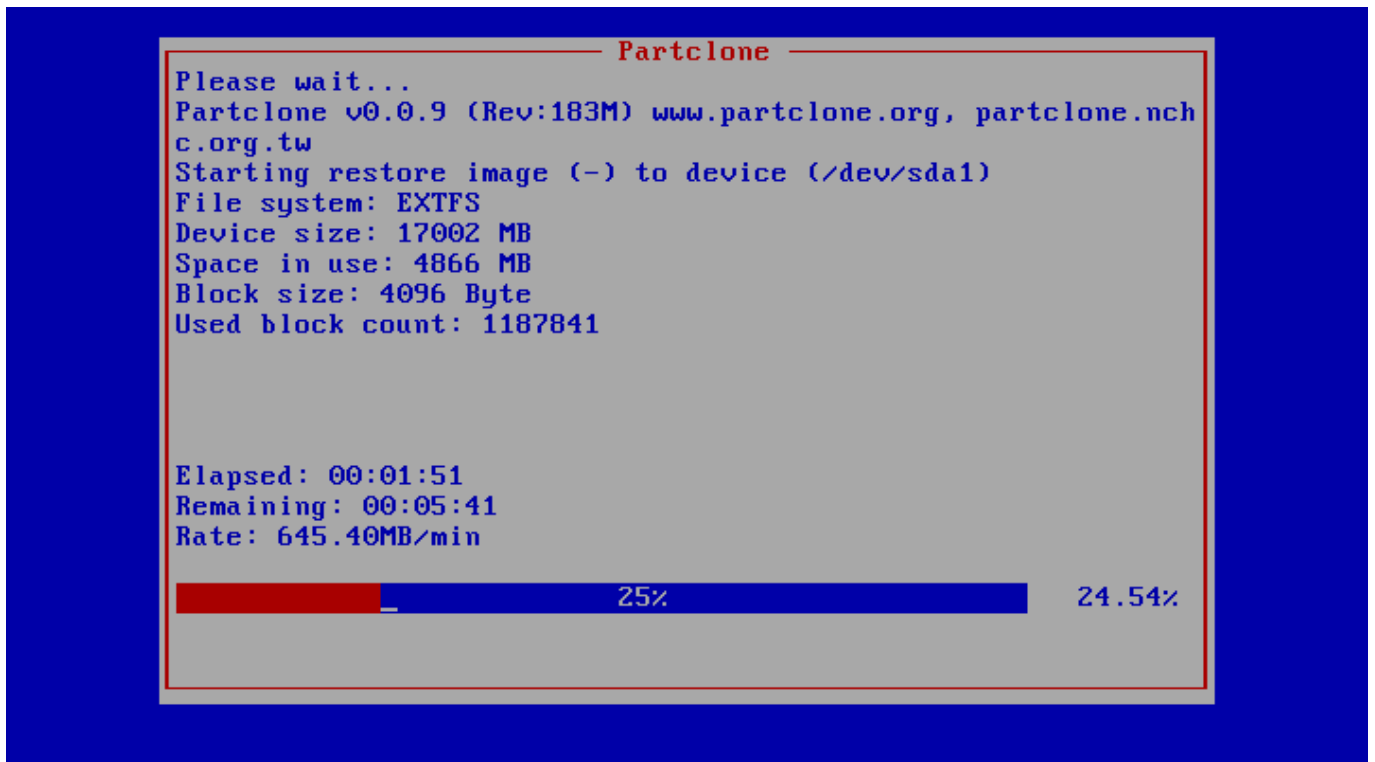 Partclone
Please wait...
Partclone v0.0.9 (Rev:183M) www.partclone.org, partclone.nch
c.org.tw
Starting restore image (-) to device (/dev/sda1)
File system: EXTFS
Device size: 17002 MB
Space in use: 4866 MB
Block size: 4096 Byte
Used block count: 1187841
Elapsed: 00:01:51
Remaining: 00:05:41
Rate: 645.40MB/min
25% 24.54%